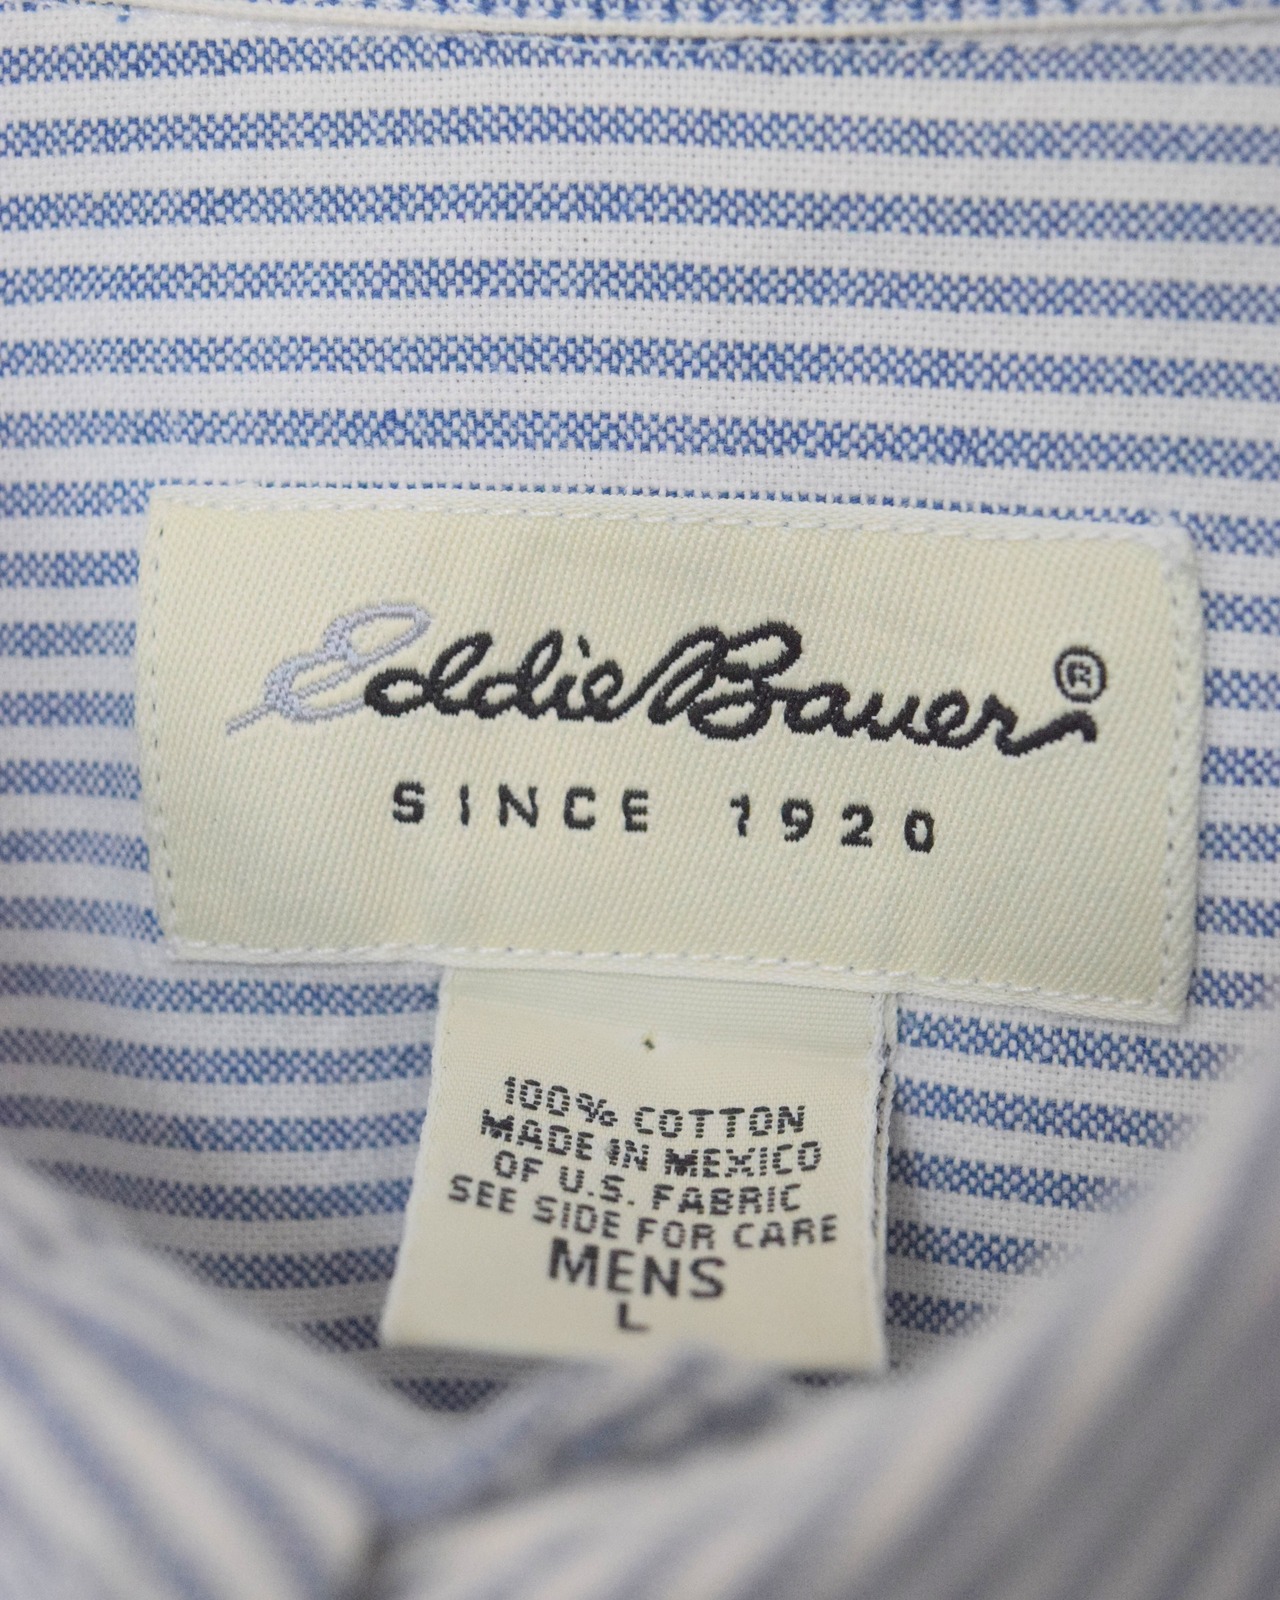 Eddie Bauer®
SINCE 1920
100% COTTON
MADE IN MEXICO
OF U.S. FABRIC
SEE SIDE FOR CARE
MENS
L